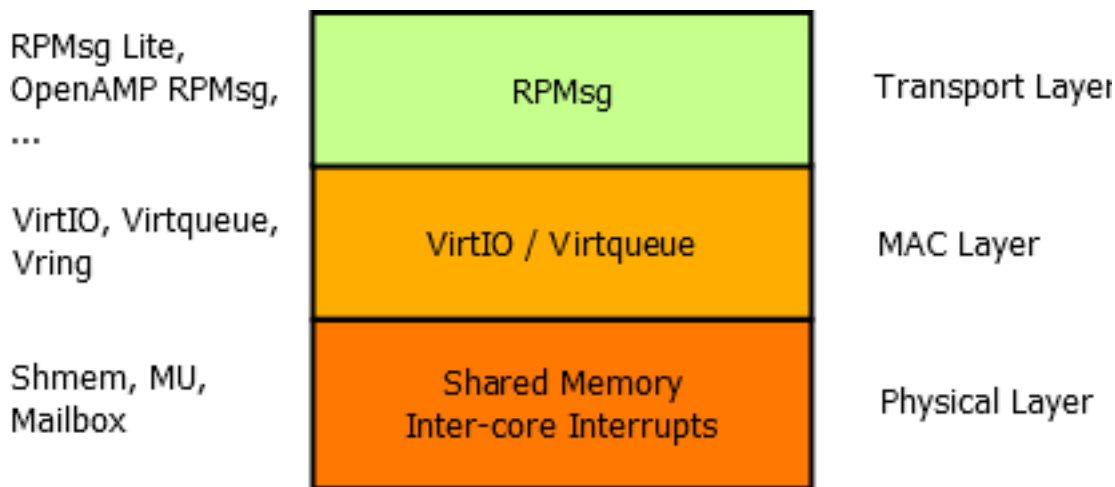 RPMsg Lite,
OpenAMP RPMsg,
...
RPMsg
Transport Layer
VirtIO, Virtqueue,
Vring
VirtIO / Virtqueue
MAC Layer
Shmem, MU,
Mailbox
Shared Memory
Inter-core Interrupts
Physical Layer